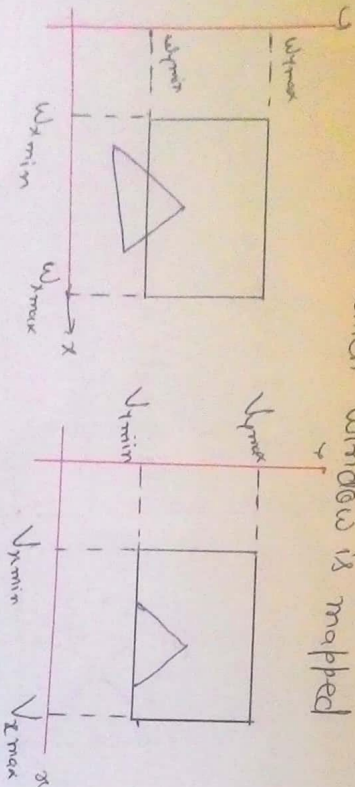 window is mapped
y
Wymax
Wymin
Wxmin
Wxmax
x
y
Vymax
Vymin
Vxmin
Vxmax
x